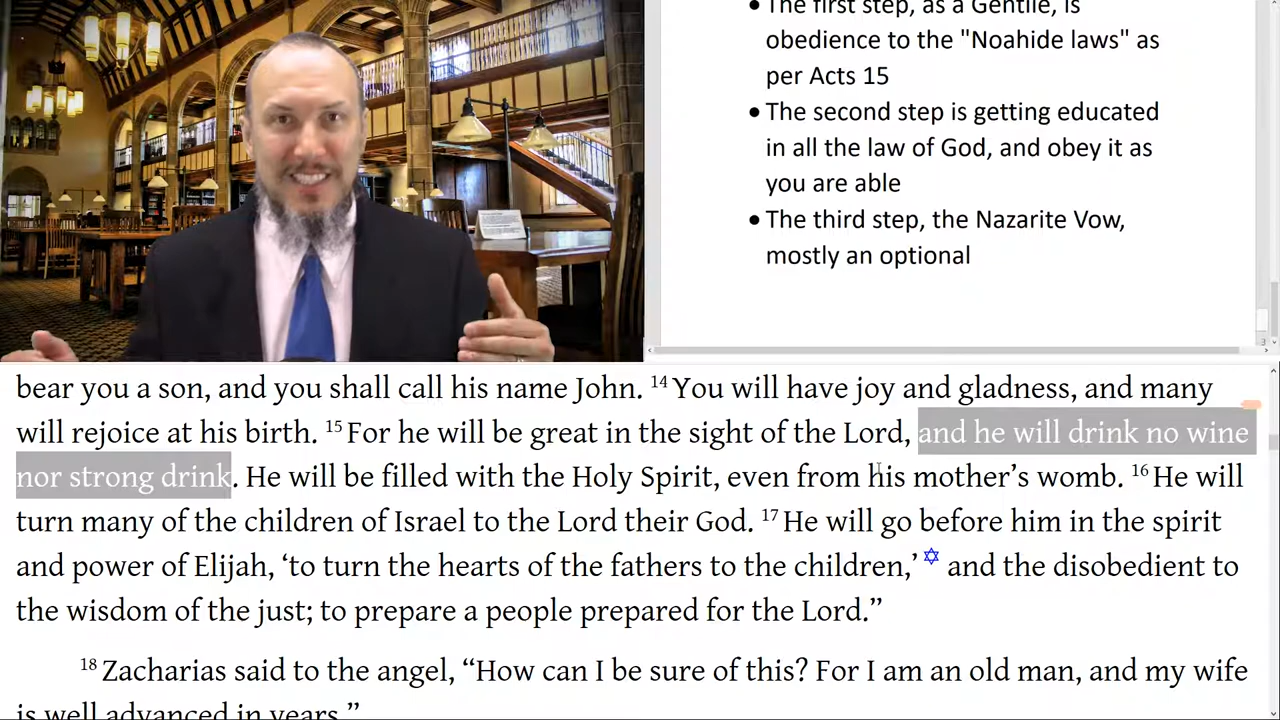 The first step, as a Gentile, is
obedience to the "Noahide laws" as
per Acts 15
• The second step is getting educated
in all the law of God, and obey it as
you are able
• The third step, the Nazarite Vow,
mostly an optional
3
bear you a son, and you shall call his name John. 14 You will have joy and gladness, and many
will rejoice at his birth. 15 For he will be great in the sight of the Lord, and he will drink no wine
nor strong drink. He will be filled with the Holy Spirit, even from his mother’s womb. 16 He will
turn many of the children of Israel to the Lord their God. 17 He will go before him in the spirit
and power of Elijah, ‘to turn the hearts of the fathers to the children,’ ✡ and the disobedient to
the wisdom of the just; to prepare a people prepared for the Lord.”
18 Zacharias said to the angel, “How can I be sure of this? For I am an old man, and my wife
is well advanced in years.”